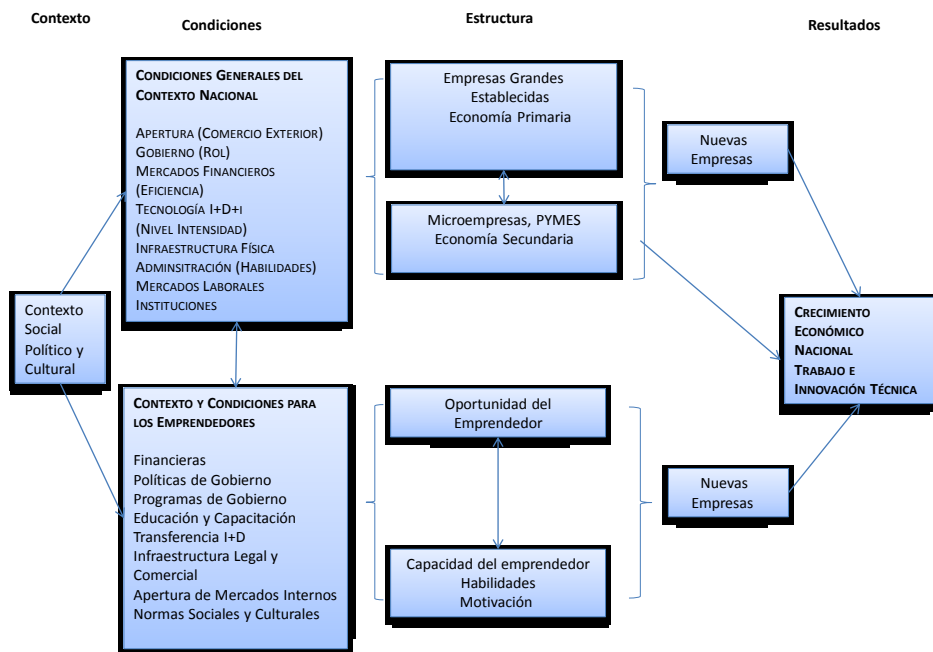 Contexto
Condiciones
Estructura
Resultados
CONDICIONES GENERALES DEL
CONTEXTO NACIONAL
APERTURA (COMERCIO EXTERIOR)
GOBIERNO (ROL)
MERCADOS FINANCIEROS
(EFICIENCIA)
TECNOLOGÍA I+D+I
(NIVEL INTENSIDAD)
INFRAESTRUCTURA FÍSICA
ADMINSITRACIÓN (HABILIDADES)
MERCADOS LABORALES
INSTITUCIONES
Empresas Grandes
Establecidas
Economía Primaria
Microempresas, PYMES
Economía Secundaria
Nuevas
Empresas
Contexto
Social
Político y
Cultural
CRECIMIENTO
ECONÓMICO
NACIONAL
TRABAJO E
INNOVACIÓN TÉCNICA
CONTEXTO Y CONDICIONES PARA
LOS EMPRENDEDORES
Financieras
Políticas de Gobierno
Programas de Gobierno
Educación y Capacitación
Transferencia I+D
Infraestructura Legal y
Comercial
Apertura de Mercados Internos
Normas Sociales y Culturales
Oportunidad del
Emprendedor
Capacidad del emprendedor
Habilidades
Motivación
Nuevas
Empresas